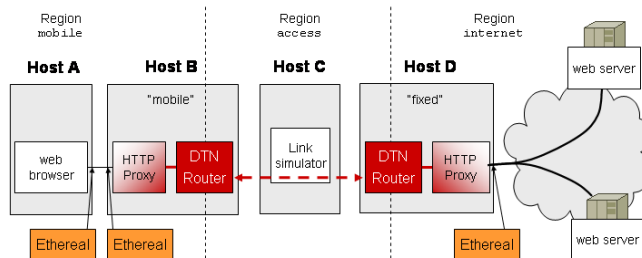 Region
mobile
Region
access
Region
internet
Host A
Host B
Host C
Host D
"mobile"
"fixed"
web server
web
browser
HTTP
Proxy
DTN
Router
Link
simulator
DTN
Router
HTTP
Proxy
Ethereal
Ethereal
Ethereal
web server